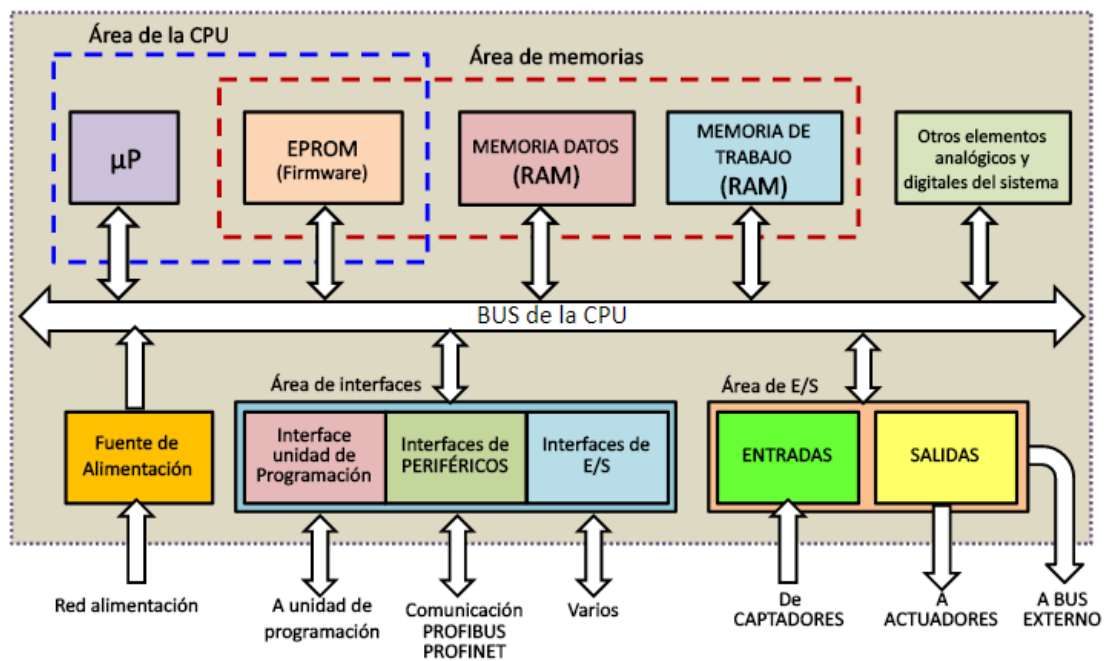 Área de la CPU
Área de memorias
µP
EPROM
(Firmware)
MEMORIA DATOS
(RAM)
MEMORIA DE
TRABAJO
(RAM)
Otros elementos
analógicos y
digitales del sistema
BUS de la CPU
Área de interfaces
Área de E/S
Fuente de
Alimentación
Interface
unidad de
Programación
Interfaces de
PERIFÉRICOS
Interfaces de
E/S
ENTRADAS
SALIDAS
Red alimentación
A unidad de
programación
Comunicación
PROFIBUS
PROFINET
Varios
De
CAPTADORES
A
ACTUADORES
A BUS
EXTERNO